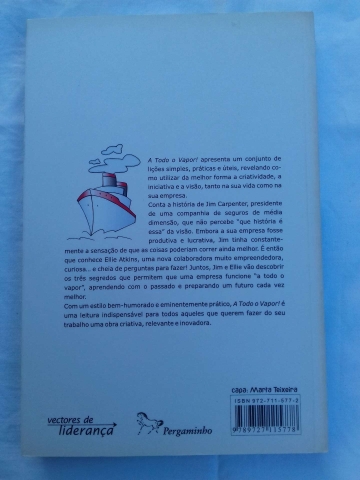 A Todo o Vapor! apresenta um conjunto de
lições simples, práticas e úteis, revelando co-
mo utilizar da melhor forma a criatividade, a
iniciativa e a visão, tanto na sua vida como na
sua empresa.
Conta a história de Jim Carpenter, presidente
de uma companhia de seguros de média
dimensão, que não percebe "que história é
essa" da visão. Embora a sua empresa fosse
produtiva e lucrativa, Jim tinha constante-
mente a sensação de que as coisas poderiam correr ainda melhor. É então
que conhece Ellie Atkins, uma nova colaboradora muito empreendedora,
curiosa... e cheia de perguntas para fazer! Juntos, Jim e Ellie vão descobrir
os três segredos que permitem que uma empresa funcione "a todo o
vapor", aprendendo com o passado e preparando um futuro cada vez
melhor.
Com um estilo bem-humorado e eminentemente prático, A Todo o Vapor! é
uma leitura indispensável para todos aqueles que querem fazer do seu
trabalho uma obra criativa, relevante e inovadora.
capa: Marta Teixeira
ISBN 972-711-577-2
9 789727 115778
vectores de
liderança
Pergaminho